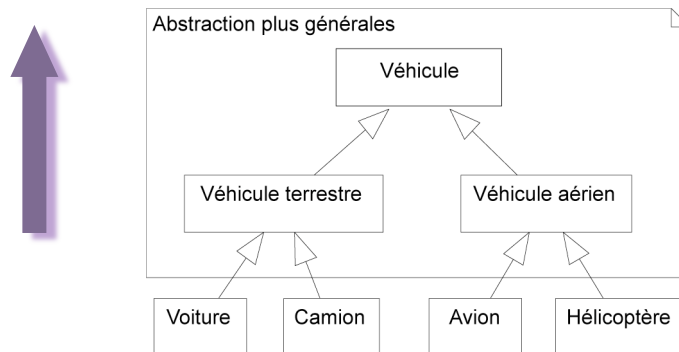 Abstraction plus générales
Véhicule
Véhicule terrestre
Véhicule aérien
Voiture
Camion
Avion
Hélicoptère